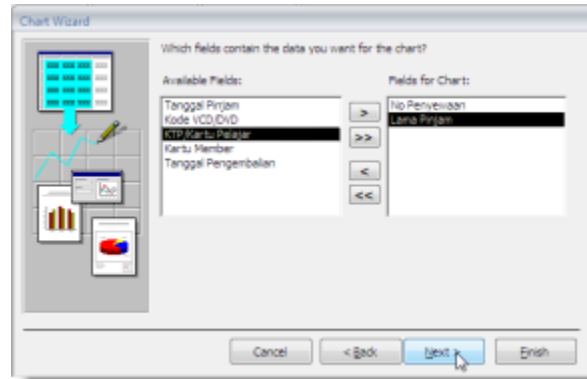 Chart Wizard
Which fields contain the data you want for the chart?
Available Fields:
Fields for Chart:
Tanggal Pinjam
Kode VCD/DVD
KTP/Kartu Pelajar
Kartu Member
Tanggal Pengembalian
>
>>
<
<<
No Penyewaan
Lama Pinjam
Cancel
< Back
Next >
Finish